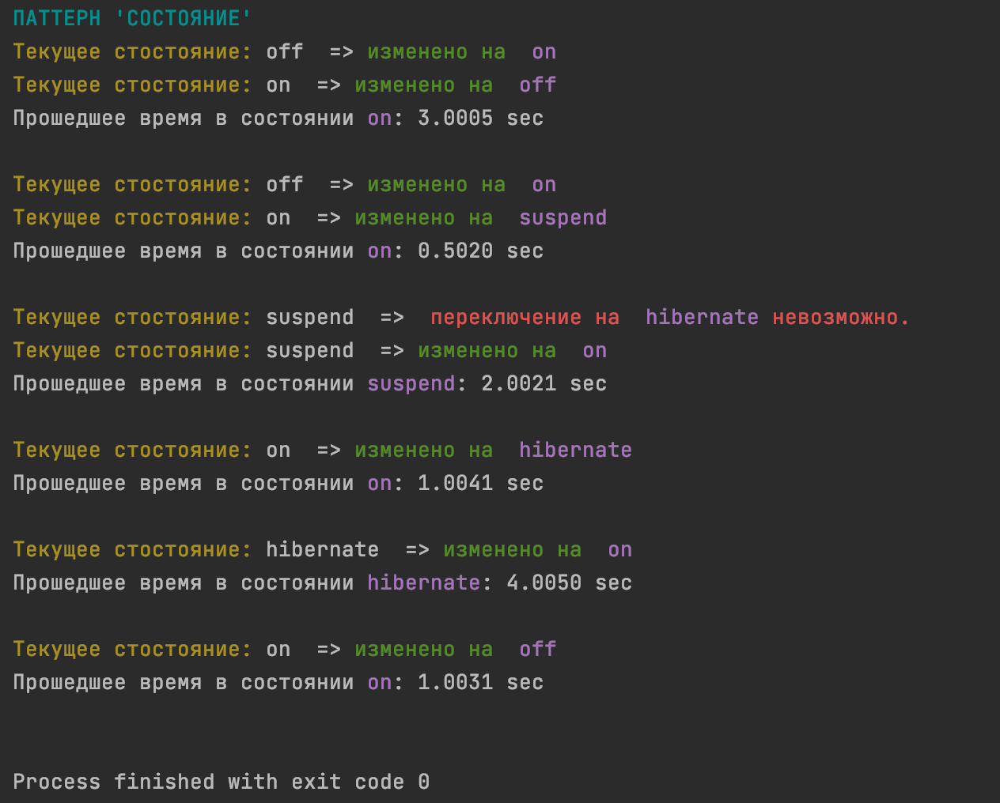 ПАТТЕРН 'СОСТОЯНИЕ'
Текущее стостояние: off  => изменено на  on
Текущее стостояние: on  => изменено на  off
Прошедшее время в состоянии on: 3.0005 sec
Текущее стостояние: off  => изменено на  on
Текущее стостояние: on  => изменено на  suspend
Прошедшее время в состоянии on: 0.5020 sec
Текущее стостояние: suspend  =>  переключение на  hibernate невозможно.
Текущее стостояние: suspend  => изменено на  on
Прошедшее время в состоянии suspend: 2.0021 sec
Текущее стостояние: on  => изменено на  hibernate
Прошедшее время в состоянии on: 1.0041 sec
Текущее стостояние: hibernate  => изменено на  on
Прошедшее время в состоянии hibernate: 4.0050 sec
Текущее стостояние: on  => изменено на  off
Прошедшее время в состоянии on: 1.0031 sec
Process finished with exit code 0